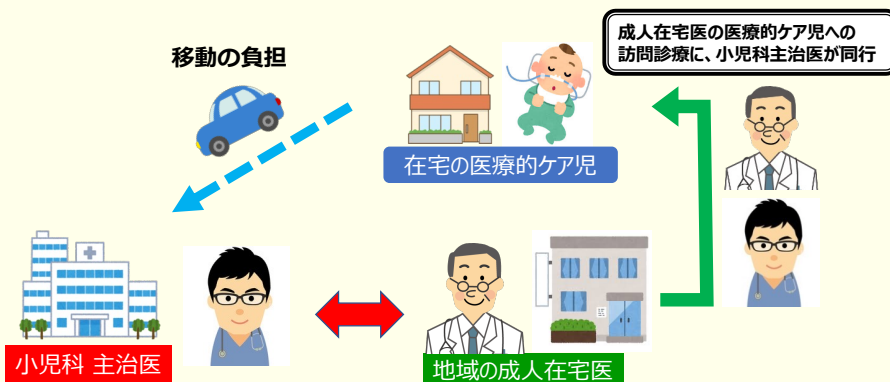 成人在宅医の医療的ケア児への
訪問診療に、小児科主治医が同行
移動の負担
在宅の医療的ケア児
小児科 主治医
地域の成人在宅医